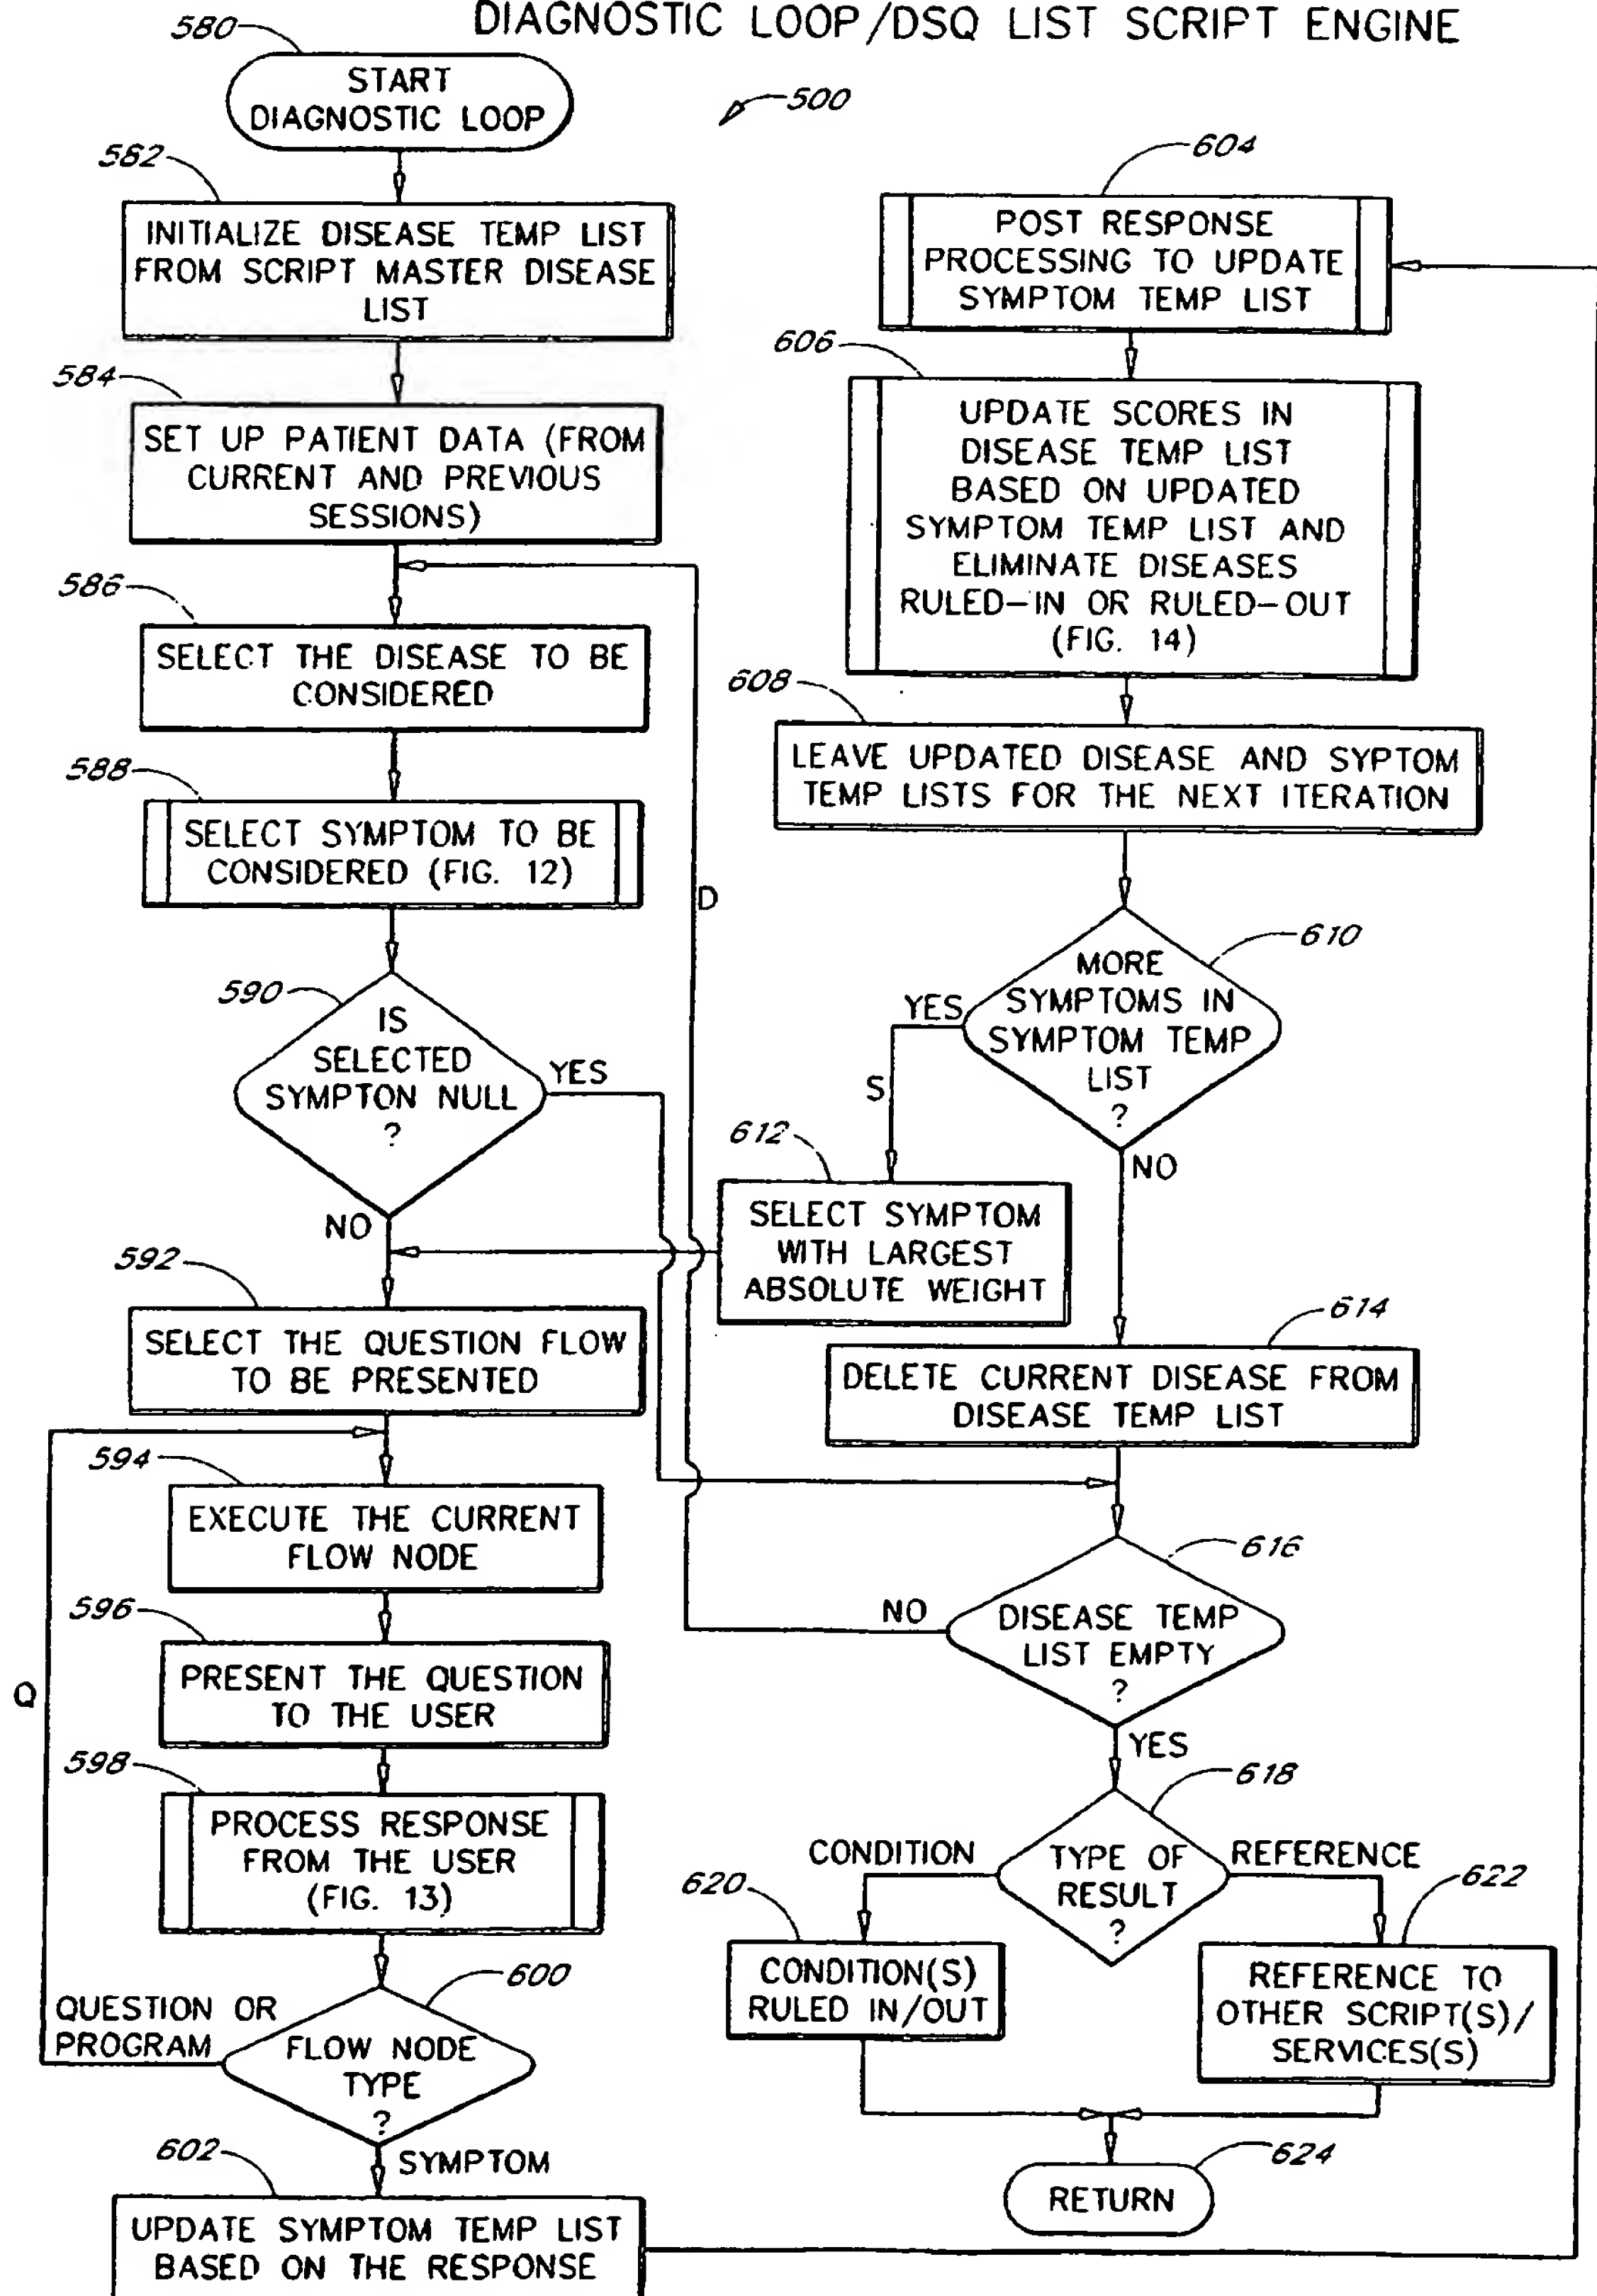 DIAGNOSTIC LOOP/DSQ LIST SCRIPT ENGINE
580
START
DIAGNOSTIC LOOP
500
582
INITIALIZE DISEASE TEMP LIST
FROM SCRIPT MASTER DISEASE
LIST
584
SET UP PATIENT DATA (FROM
CURRENT AND PREVIOUS
SESSIONS)
586
SELECT THE DISEASE TO BE
CONSIDERED
588
SELECT SYMPTOM TO BE
CONSIDERED (FIG. 12)
D
590
IS
SELECTED
SYMPTON NULL
?
YES
NO
592
SELECT THE QUESTION FLOW
TO BE PRESENTED
594
EXECUTE THE CURRENT
FLOW NODE
596
PRESENT THE QUESTION
TO THE USER
Q
598
PROCESS RESPONSE
FROM THE USER
(FIG. 13)
600
QUESTION OR
PROGRAM
FLOW NODE
TYPE
?
SYMPTOM
602
UPDATE SYMPTOM TEMP LIST
BASED ON THE RESPONSE
604
POST RESPONSE
PROCESSING TO UPDATE
SYMPTOM TEMP LIST
606
UPDATE SCORES IN
DISEASE TEMP LIST
BASED ON UPDATED
SYMPTOM TEMP LIST AND
ELIMINATE DISEASES
RULED-IN OR RULED-OUT
(FIG. 14)
608
LEAVE UPDATED DISEASE AND SYPTOM
TEMP LISTS FOR THE NEXT ITERATION
610
MORE
SYMPTOMS IN
SYMPTOM TEMP
LIST
?
YES
S
NO
612
SELECT SYMPTOM
WITH LARGEST
ABSOLUTE WEIGHT
614
DELETE CURRENT DISEASE FROM
DISEASE TEMP LIST
616
NO
DISEASE TEMP
LIST EMPTY
?
YES
618
CONDITION
TYPE OF
RESULT
?
REFERENCE
620
CONDITION(S)
RULED IN/OUT
622
REFERENCE TO
OTHER SCRIPT(S)/
SERVICES(S)
624
RETURN